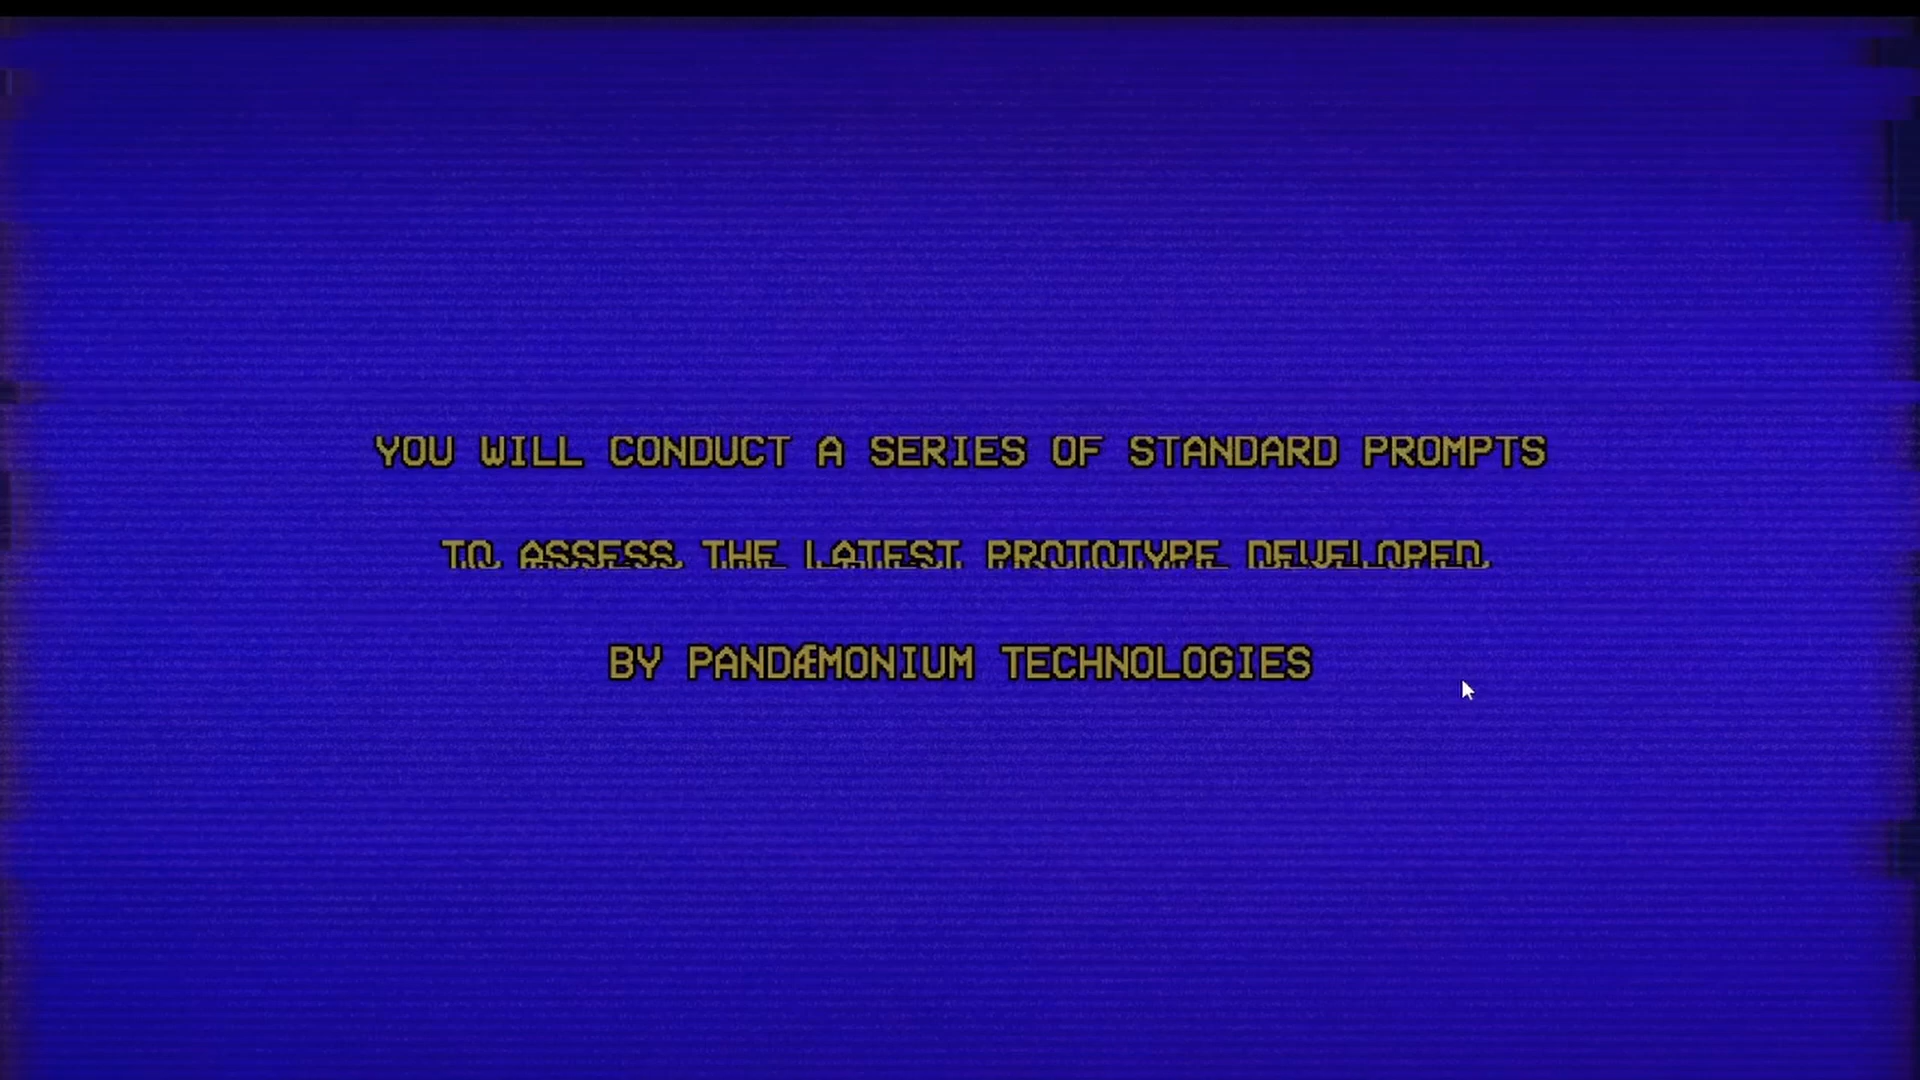 YOU WILL CONDUCT A SERIES OF STANDARD PROMPTS
TO ASSESS THE LATEST PROTOTYPE DEVELOPED
BY PANDÆMONIUM TECHNOLOGIES